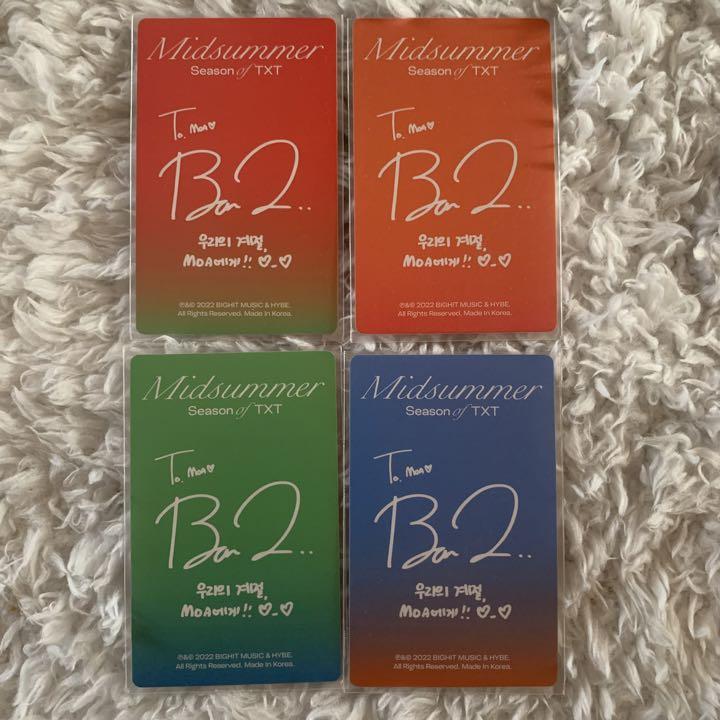 Midsummer
Season of TXT
To. MOA♡
우리의 계절,
MOA에게!! ♡_♡
℗&© 2022 BIGHIT MUSIC & HYBE.
All Rights Reserved. Made In Korea.
Midsummer
Season of TXT
To. MOA♡
우리의 계절,
MOA에게!! ♡_♡
℗&© 2022 BIGHIT MUSIC & HYBE.
All Rights Reserved. Made In Korea.
Midsummer
Season of TXT
To. MOA♡
우리의 계절,
MOA에게!! ♡_♡
℗&© 2022 BIGHIT MUSIC & HYBE.
All Rights Reserved. Made In Korea.
Midsummer
Season of TXT
To. MOA♡
우리의 계절,
MOA에게!! ♡_♡
℗&© 2022 BIGHIT MUSIC & HYBE.
All Rights Reserved. Made In Korea.